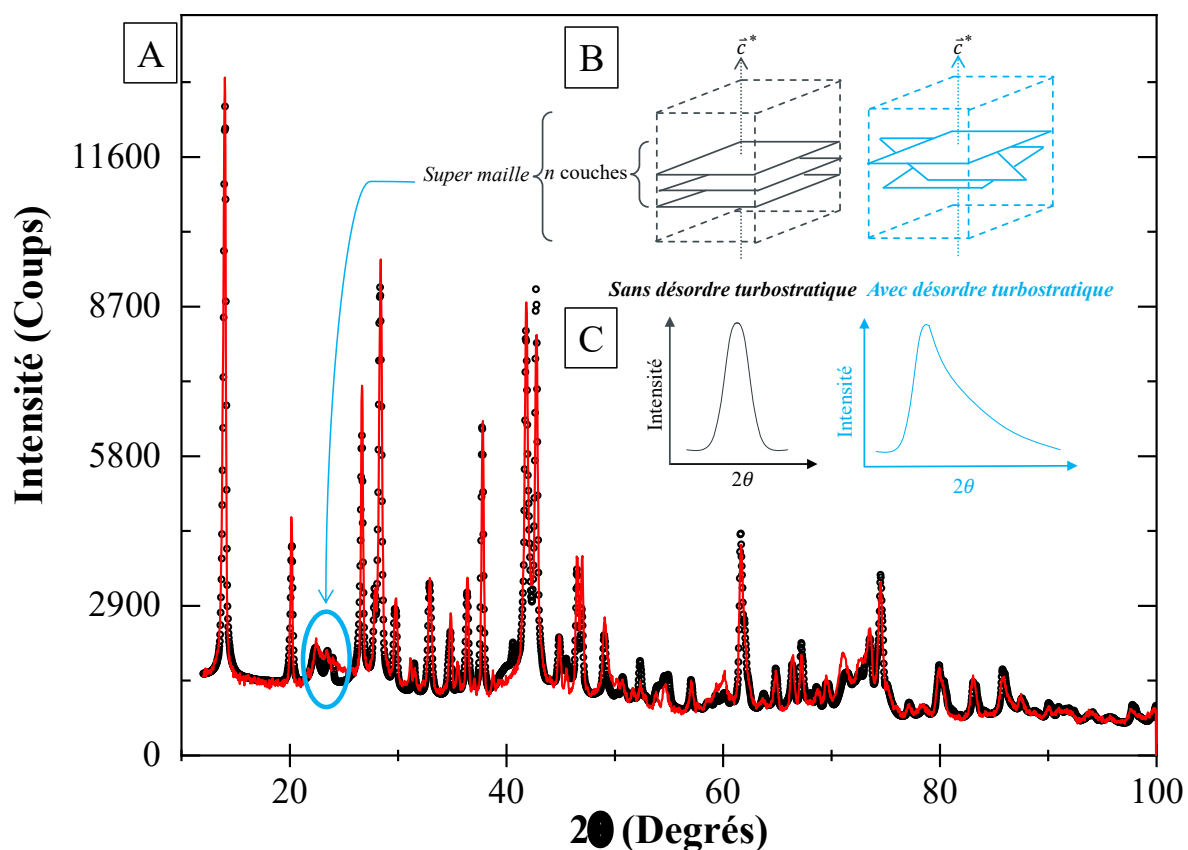 A
B
C
c⃗*
c⃗*
Super maille
n couches
Sans désordre turbostratique
Avec désordre turbostratique
Intensité
2θ
Intensité
2θ
Intensité (Coups)
11600
8700
5800
2900
0
20
40
60
80
100
2θ (Degrés)